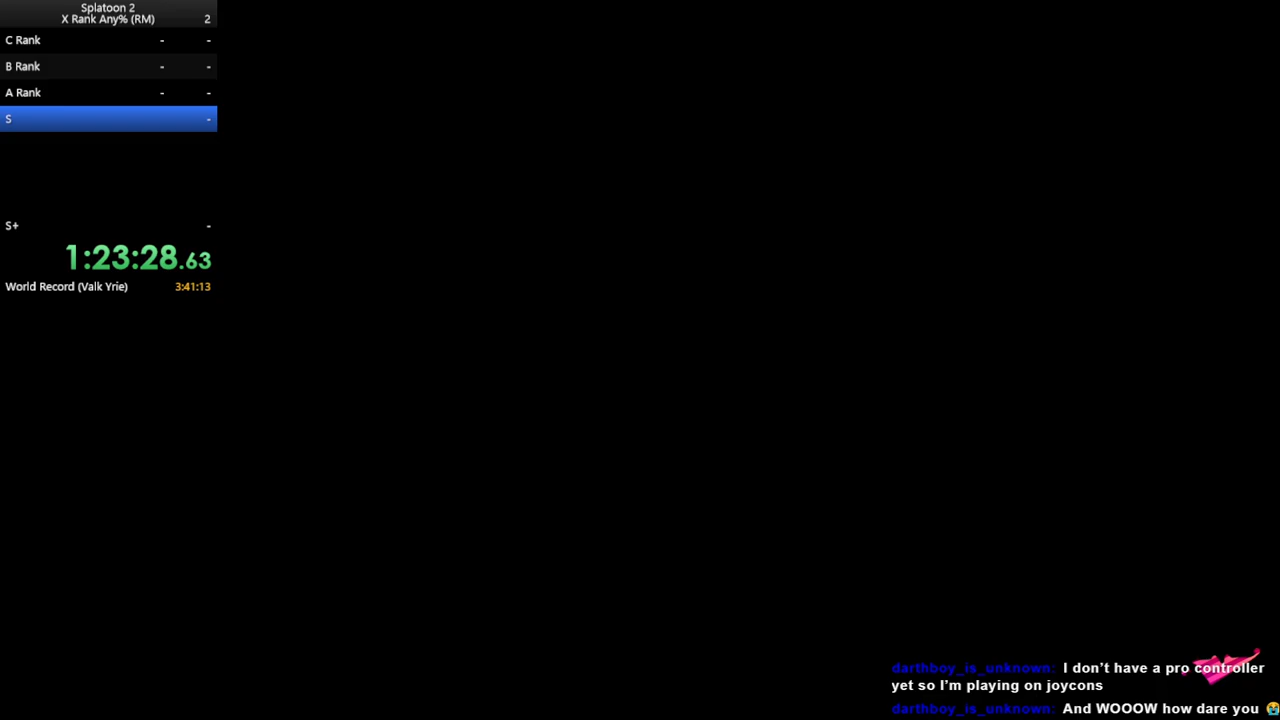 Splatoon 2
X Rank Any% (RM) 2
C Rank - -
B Rank - -
A Rank - -
S -
S+ -
1:23:28.63
World Record (Valk Yrie) 3:41:13
darthboy_is_unknown: I don't have a pro controller
yet so I'm playing on joycons
darthboy_is_unknown: And WOOOW how dare you 😭